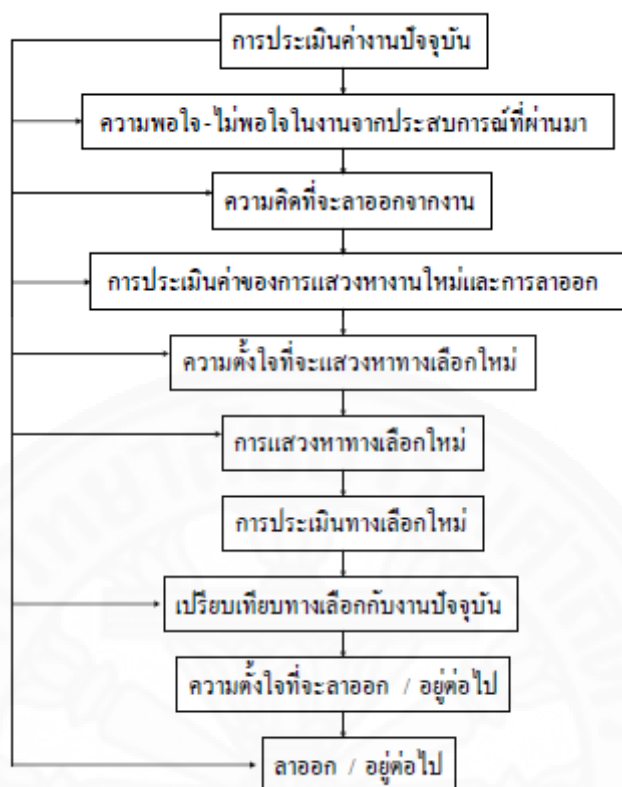 การประเมินค่างานปัจจุบัน
ความพอใจ-ไม่พอใจในงานจากประสบการณ์ที่ผ่านมา
ความคิดที่จะลาออกจากงาน
การประเมินค่าของการแสวงหางานใหม่และการลาออก
ความตั้งใจที่จะแสวงหาทางเลือกใหม่
การแสวงหาทางเลือกใหม่
การประเมินทางเลือกใหม่
เปรียบเทียบทางเลือกกับงานปัจจุบัน
ความตั้งใจที่จะลาออก / อยู่ต่อไป
ลาออก / อยู่ต่อไป